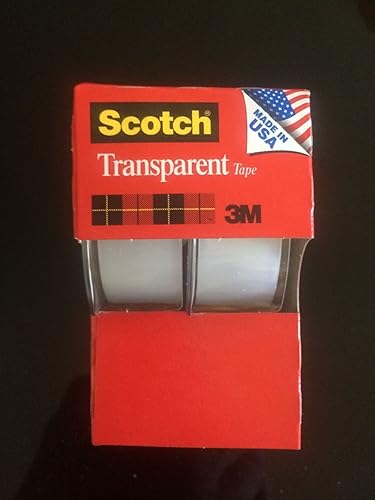 Scotch®
MADE IN
USA
Transparent Tape
3M